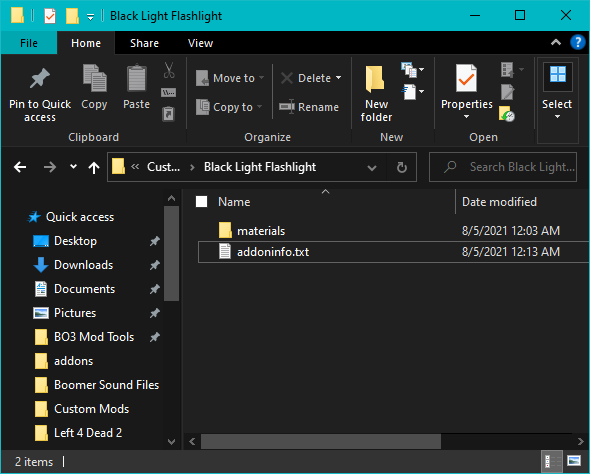 Black Light Flashlight
File Home Share View
Pin to Quick access
Copy
Paste
Clipboard
Move to
Copy to
Delete
Rename
Organize
New folder
New
Properties
Open
Select
« Cust... > Black Light Flashlight
Search Black Light...
Name Date modified
materials 8/5/2021 12:03 AM
addoninfo.txt 8/5/2021 12:13 AM
Quick access
Desktop
Downloads
Documents
Pictures
BO3 Mod Tools
addons
Boomer Sound Files
Custom Mods
Left 4 Dead 2
2 items